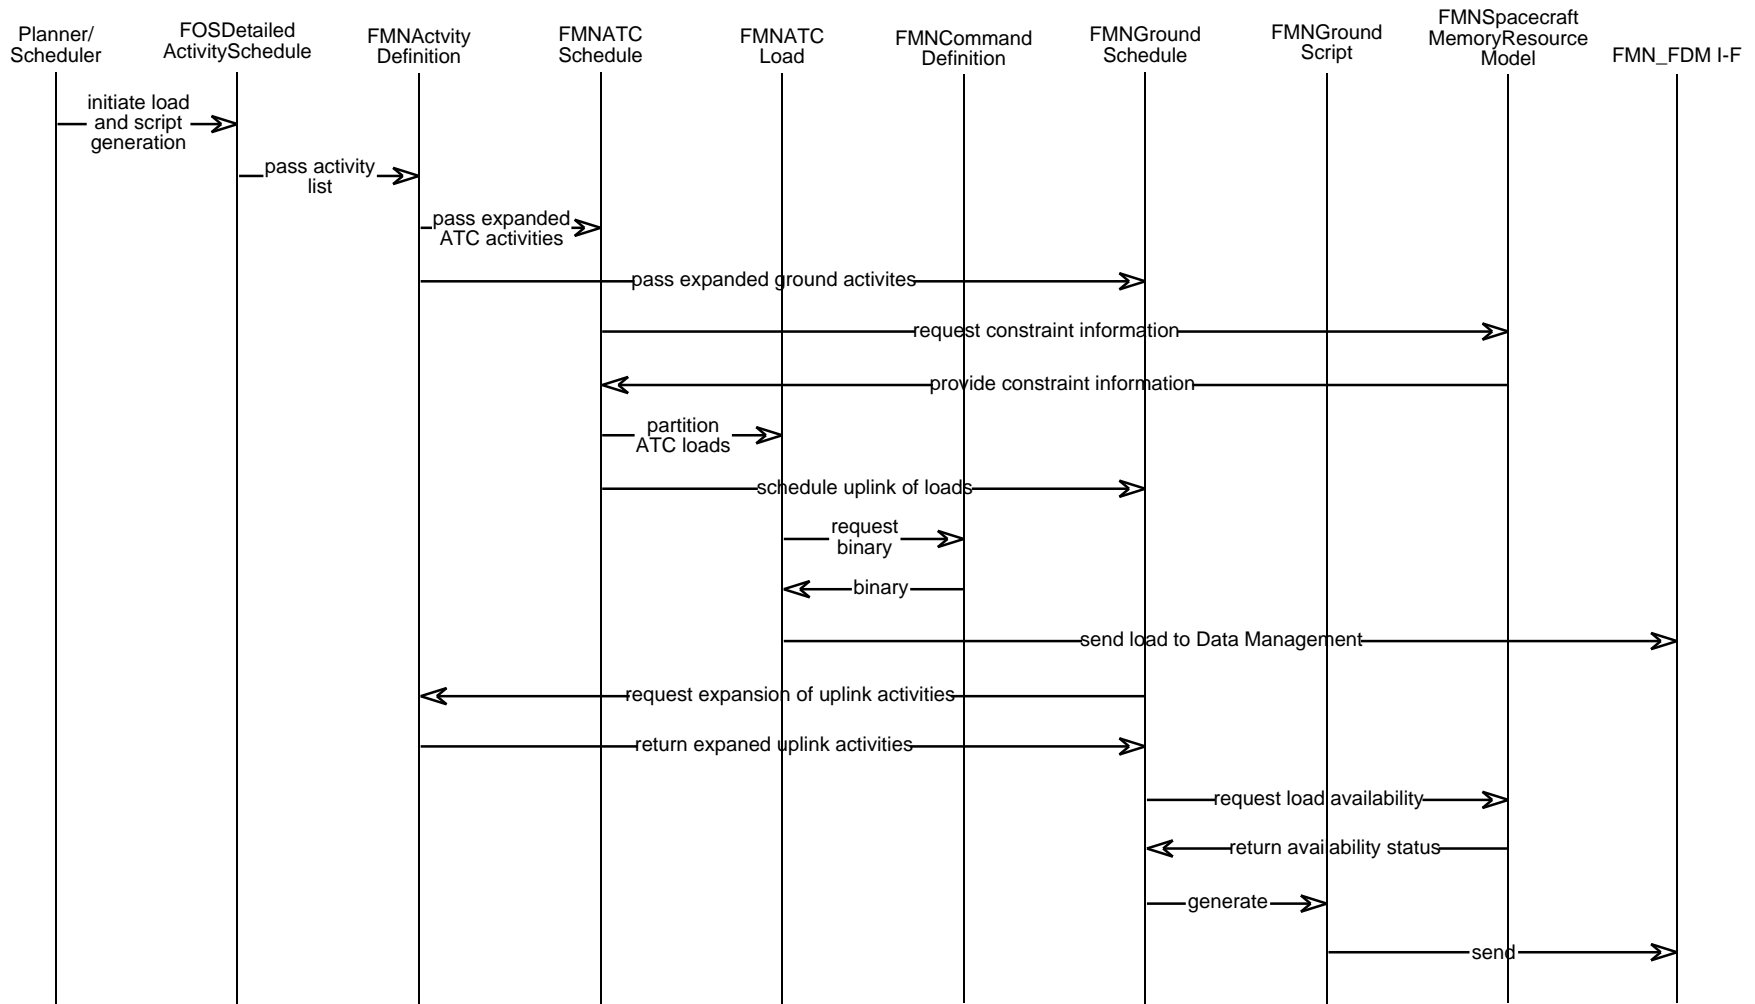 Planner/
Scheduler
FOSDetailed
ActivitySchedule
FMNActvity
Definition
FMNATC
Schedule
FMNATC
Load
FMNCommand
Definition
FMNGround
Schedule
FMNGround
Script
FMNSpacecraft
MemoryResource
Model
FMN_FDM I-F
initiate load
and script
generation
pass activity
list
pass expanded
ATC activities
pass expanded ground activites
request constraint information
provide constraint information
partition
ATC loads
schedule uplink of loads
request
binary
binary
send load to Data Management
request expansion of uplink activities
return expaned uplink activities
request load availability
return availability status
generate
send